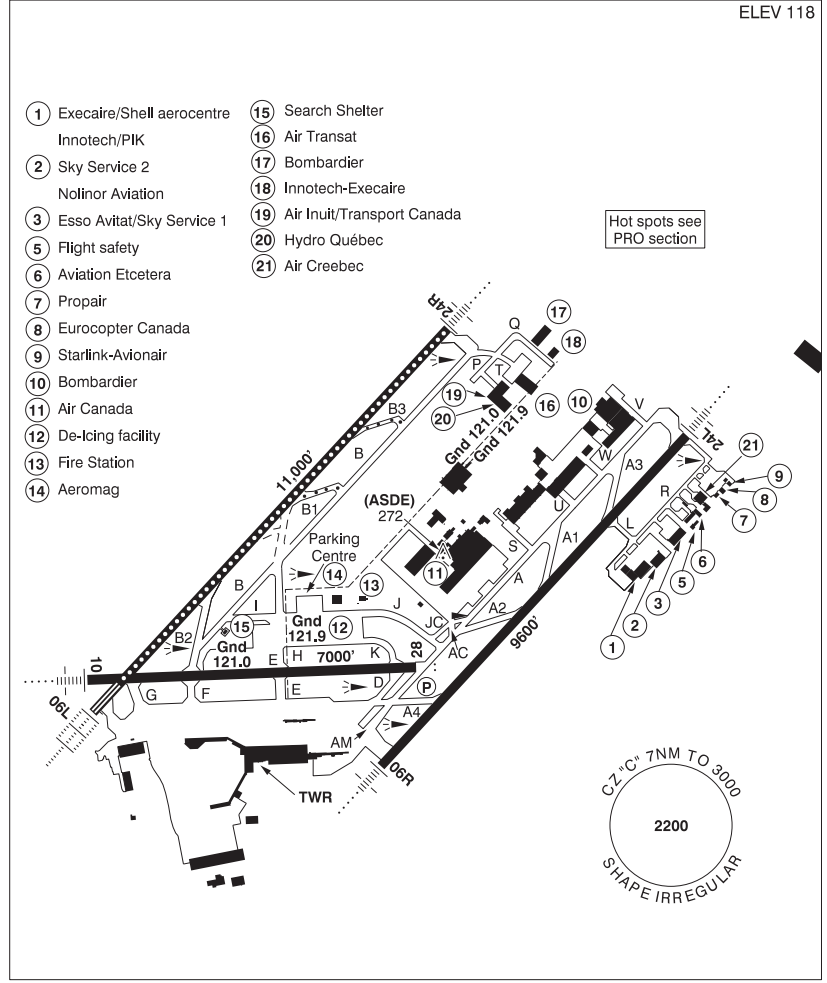 ELEV 118
1 Execaire/Shell aerocentre
Innotech/PIK
2 Sky Service 2
Nolinor Aviation
3 Esso Avitat/Sky Service 1
5 Flight safety
6 Aviation Etcetera
7 Propair
8 Eurocopter Canada
9 Starlink-Avionair
10 Bombardier
11 Air Canada
12 De-Icing facility
13 Fire Station
14 Aeromag
15 Search Shelter
16 Air Transat
17 Bombardier
18 Innotech-Execaire
19 Air Inuit/Transport Canada
20 Hydro Québec
21 Air Creebec
Hot spots see
PRO section
24R
Q
17
18
P
T
19
20
Gnd 121.0
Gnd 121.9
16
10
V
24L
B3
B
11,000'
B1
(ASDE)
272
W
A3
21
9
8
7
R
L
U
A1
S
6
5
3
2
1
Parking
Centre
14
13
11
A
A2
9600'
B
I
J
JC
AC
15
Gnd
121.9
12
B2
Gnd
121.0
E
H
7000'
K
28
10
G
F
E
D
P
06L
A4
AM
06R
TWR
CZ "C" 7NM TO 3000
2200
SHAPE IRREGULAR